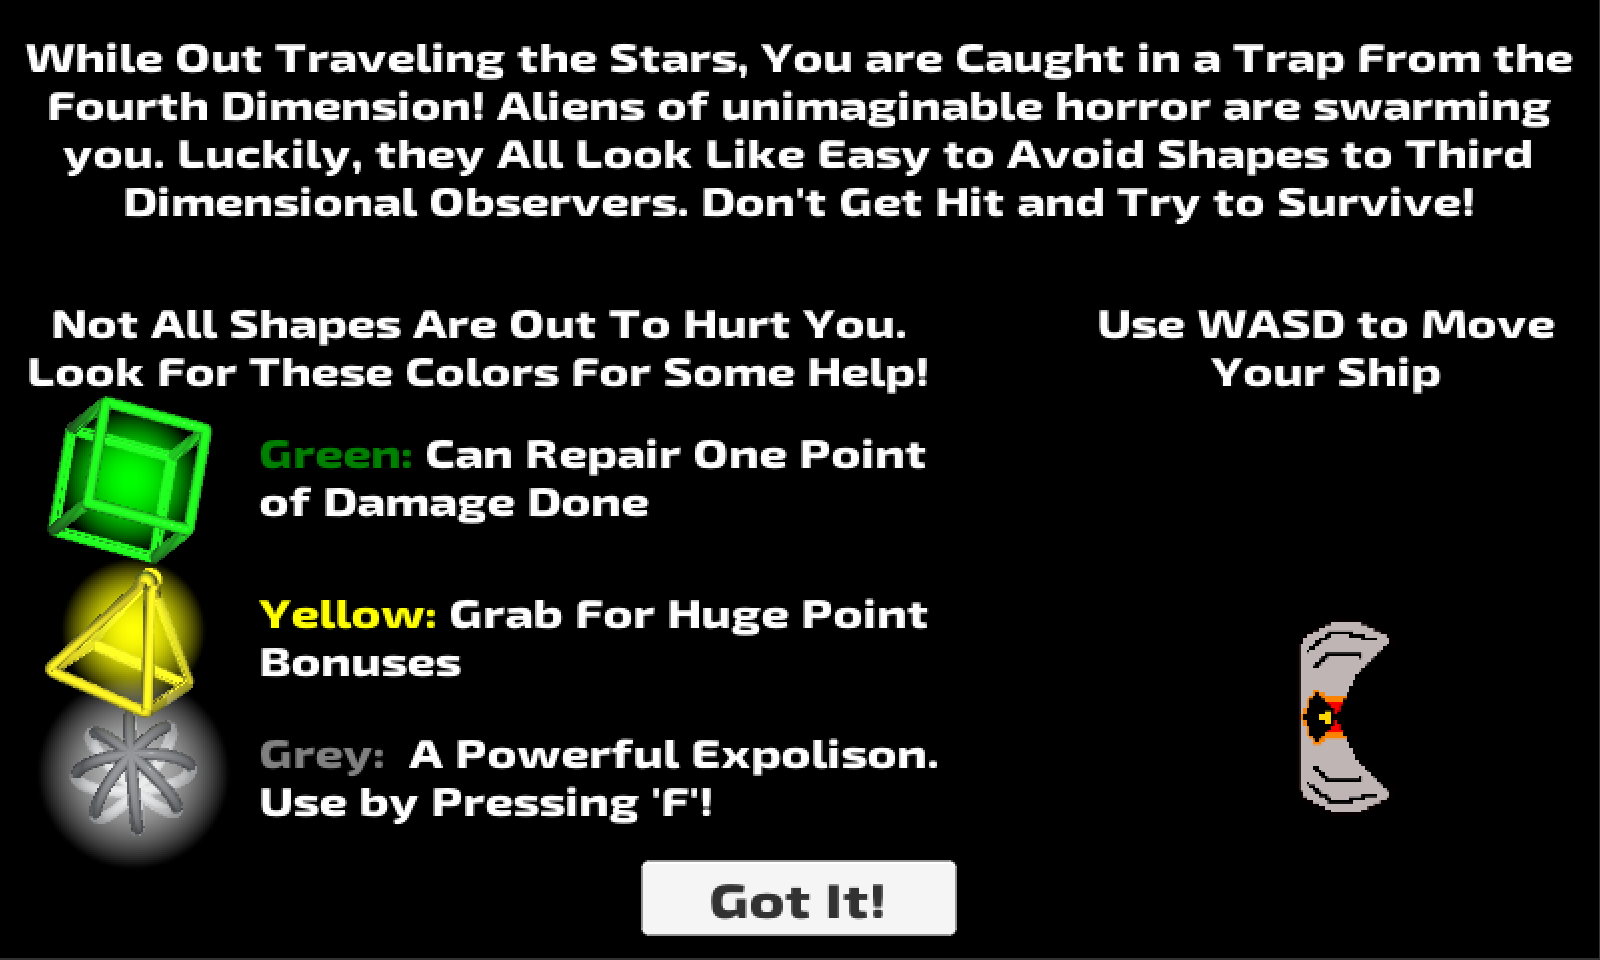 While Out Traveling the Stars, You are Caught in a Trap From the
Fourth Dimension! Aliens of unimaginable horror are swarming
you. Luckily, they All Look Like Easy to Avoid Shapes to Third
Dimensional Observers. Don't Get Hit and Try to Survive!
Not All Shapes Are Out To Hurt You.
Look For These Colors For Some Help!
Use WASD to Move
Your Ship
Green: Can Repair One Point
of Damage Done
Yellow: Grab For Huge Point
Bonuses
Grey: A Powerful Expolison.
Use by Pressing 'F'!
Got It!